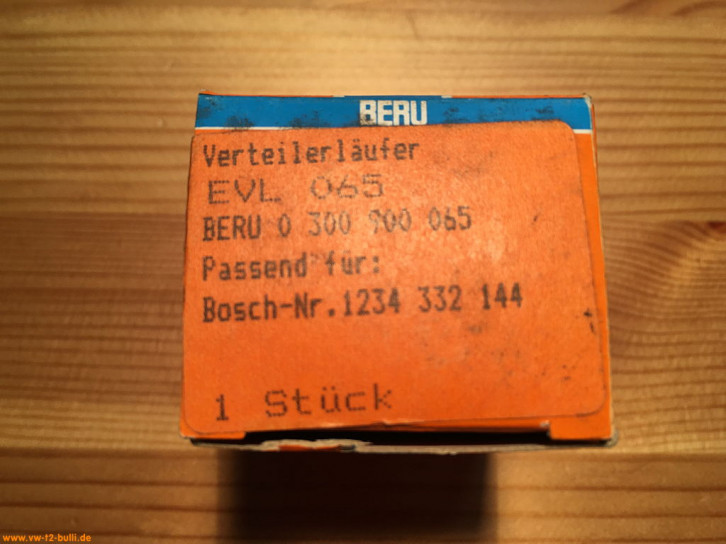 BERU
Verteilerläufer
EVL 065
BERU 0 300 900 065
Passend für:
Bosch-Nr.1234 332 144
1 Stück
www.vw-t2-bulli.de